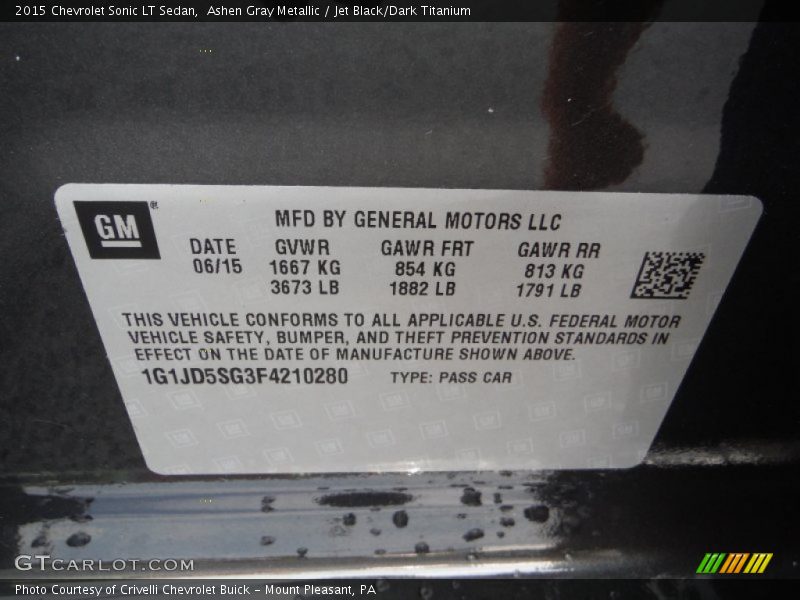 2015 Chevrolet Sonic LT Sedan,  Ashen Gray Metallic / Jet Black/Dark Titanium
GM®
MFD BY GENERAL MOTORS LLC
DATE GVWR GAWR FRT GAWR RR
06/15 1667 KG 854 KG 813 KG
3673 LB 1882 LB 1791 LB
THIS VEHICLE CONFORMS TO ALL APPLICABLE U.S. FEDERAL MOTOR
VEHICLE SAFETY, BUMPER, AND THEFT PREVENTION STANDARDS IN
EFFECT ON THE DATE OF MANUFACTURE SHOWN ABOVE.
1G1JD5SG3F4210280 TYPE: PASS CAR
GTCARLOT.COM
Photo Courtesy of Crivelli Chevrolet Buick – Mount Pleasant, PA